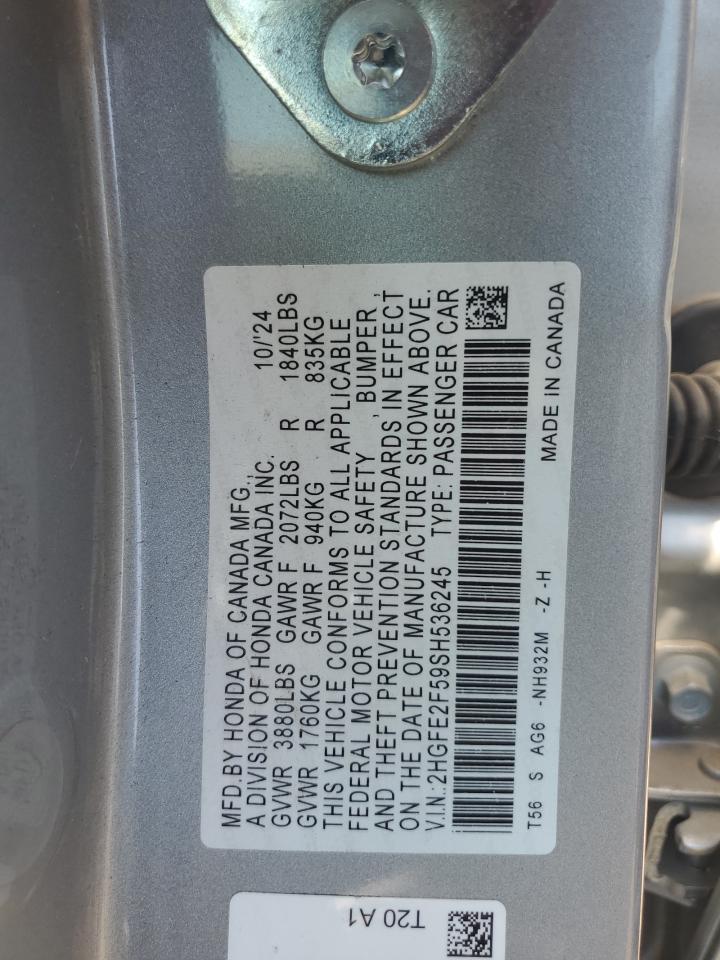 MFD.BY HONDA OF CANADA MFG., 10/'24
A DIVISION OF HONDA CANADA INC.
GVWR 3880LBS GAWR F 2072LBS R 1840LBS
GVWR 1760KG GAWR F 940KG R 835KG
THIS VEHICLE CONFORMS TO ALL APPLICABLE
FEDERAL MOTOR VEHICLE SAFETY , BUMPER ,
AND THEFT PREVENTION STANDARDS IN EFFECT
ON THE DATE OF MANUFACTURE SHOWN ABOVE.
V.I.N.:2HGFE2F59SH536245 TYPE: PASSENGER CAR
T56 S AG6 -NH932M -Z -H
MADE IN CANADA
T20 A1